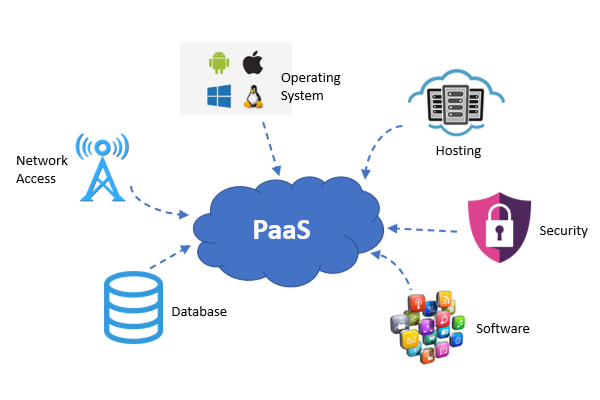 Operating
System
Hosting
Network
Access
PaaS
Security
Database
Software